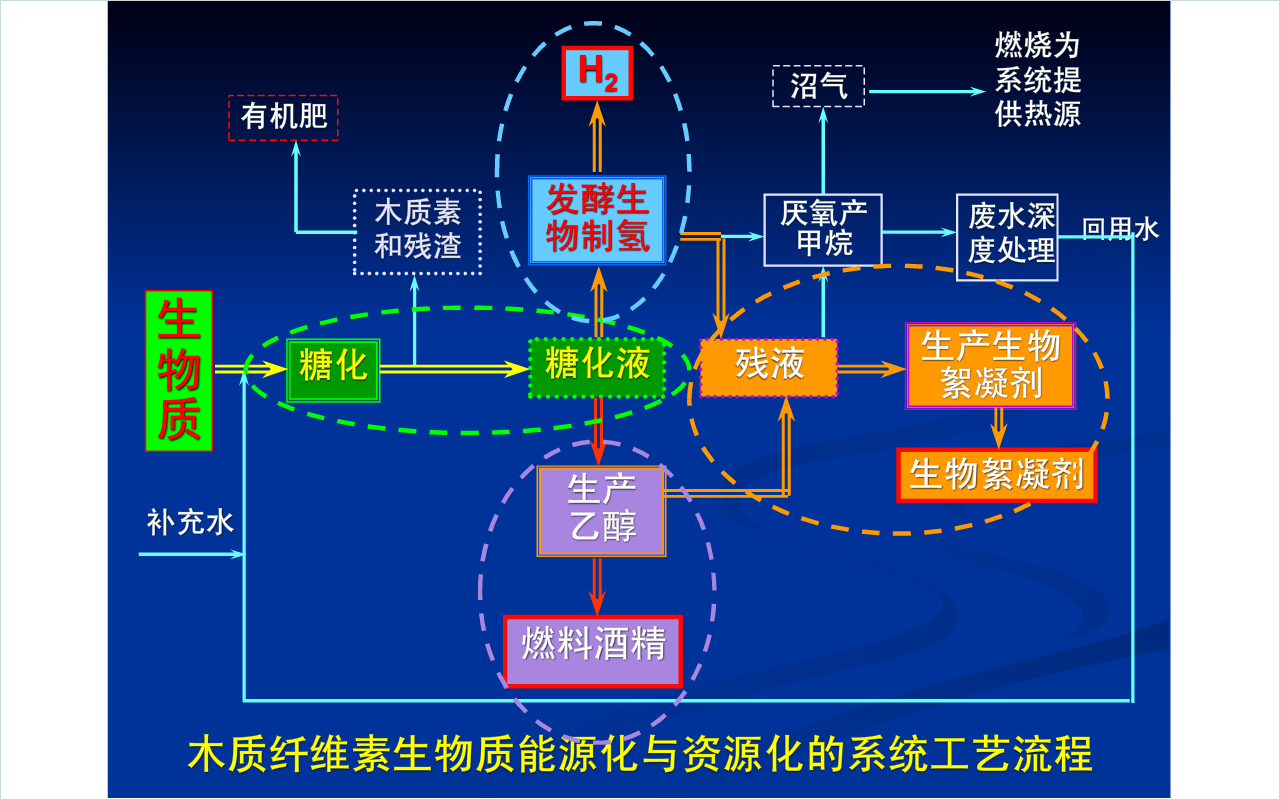 H2
燃烧为
系统提
供热源
沼气
有机肥
发酵生
物制氢
木质素
和残渣
厌氧产
甲烷
废水深
度处理
回用水
生
物
质
糖化
糖化液
残液
生产生物
絮凝剂
生物絮凝剂
生产
乙醇
补充水
燃料酒精
木质纤维素生物质能源化与资源化的系统工艺流程